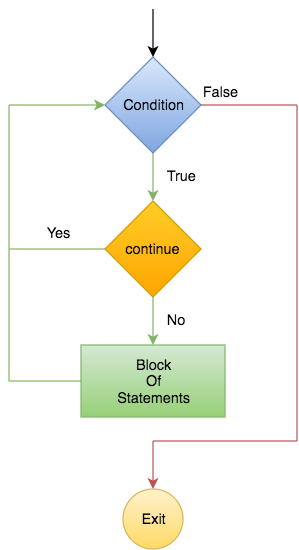 False
Condition
True
Yes
continue
No
Block
Of
Statements
Exit